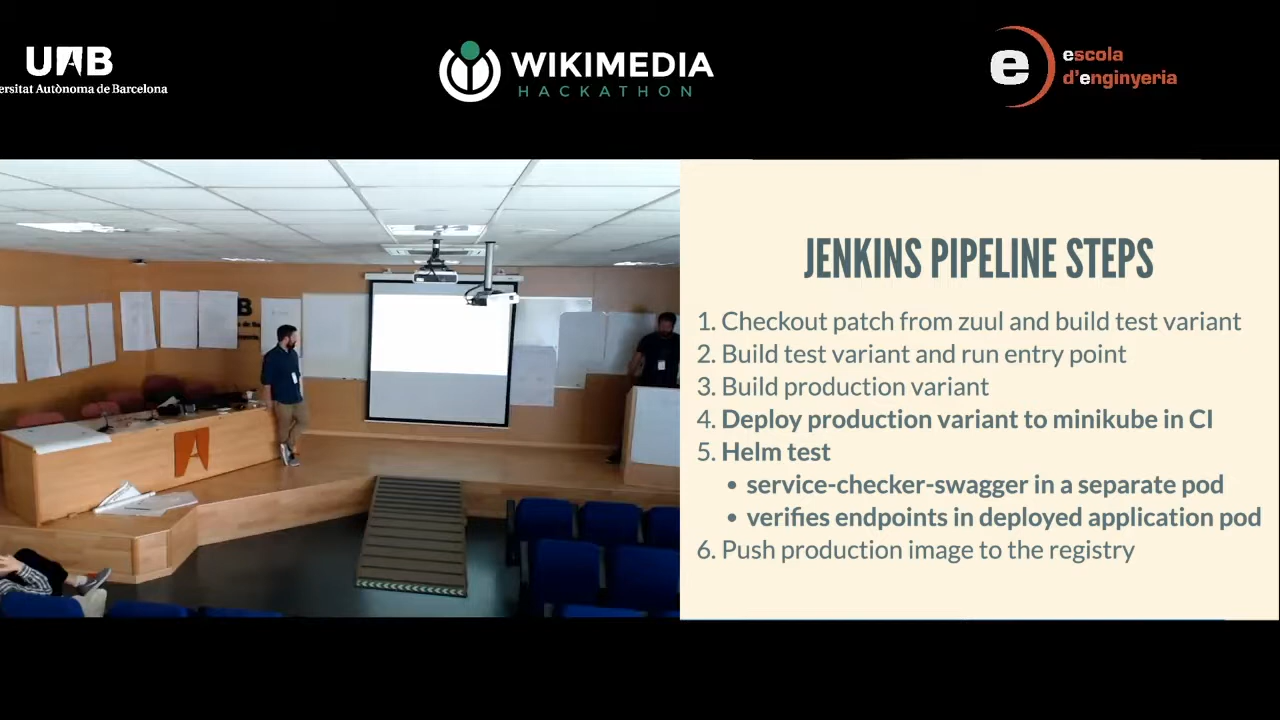 UAB
ersitat Autònoma de Barcelona
WIKIMEDIA
HACKATHON
e
escola
d'enginyeria
JENKINS PIPELINE STEPS
1. Checkout patch from zuul and build test variant
2. Build test variant and run entry point
3. Build production variant
4. Deploy production variant to minikube in CI
5. Helm test
• service-checker-swagger in a separate pod
• verifies endpoints in deployed application pod
6. Push production image to the registry